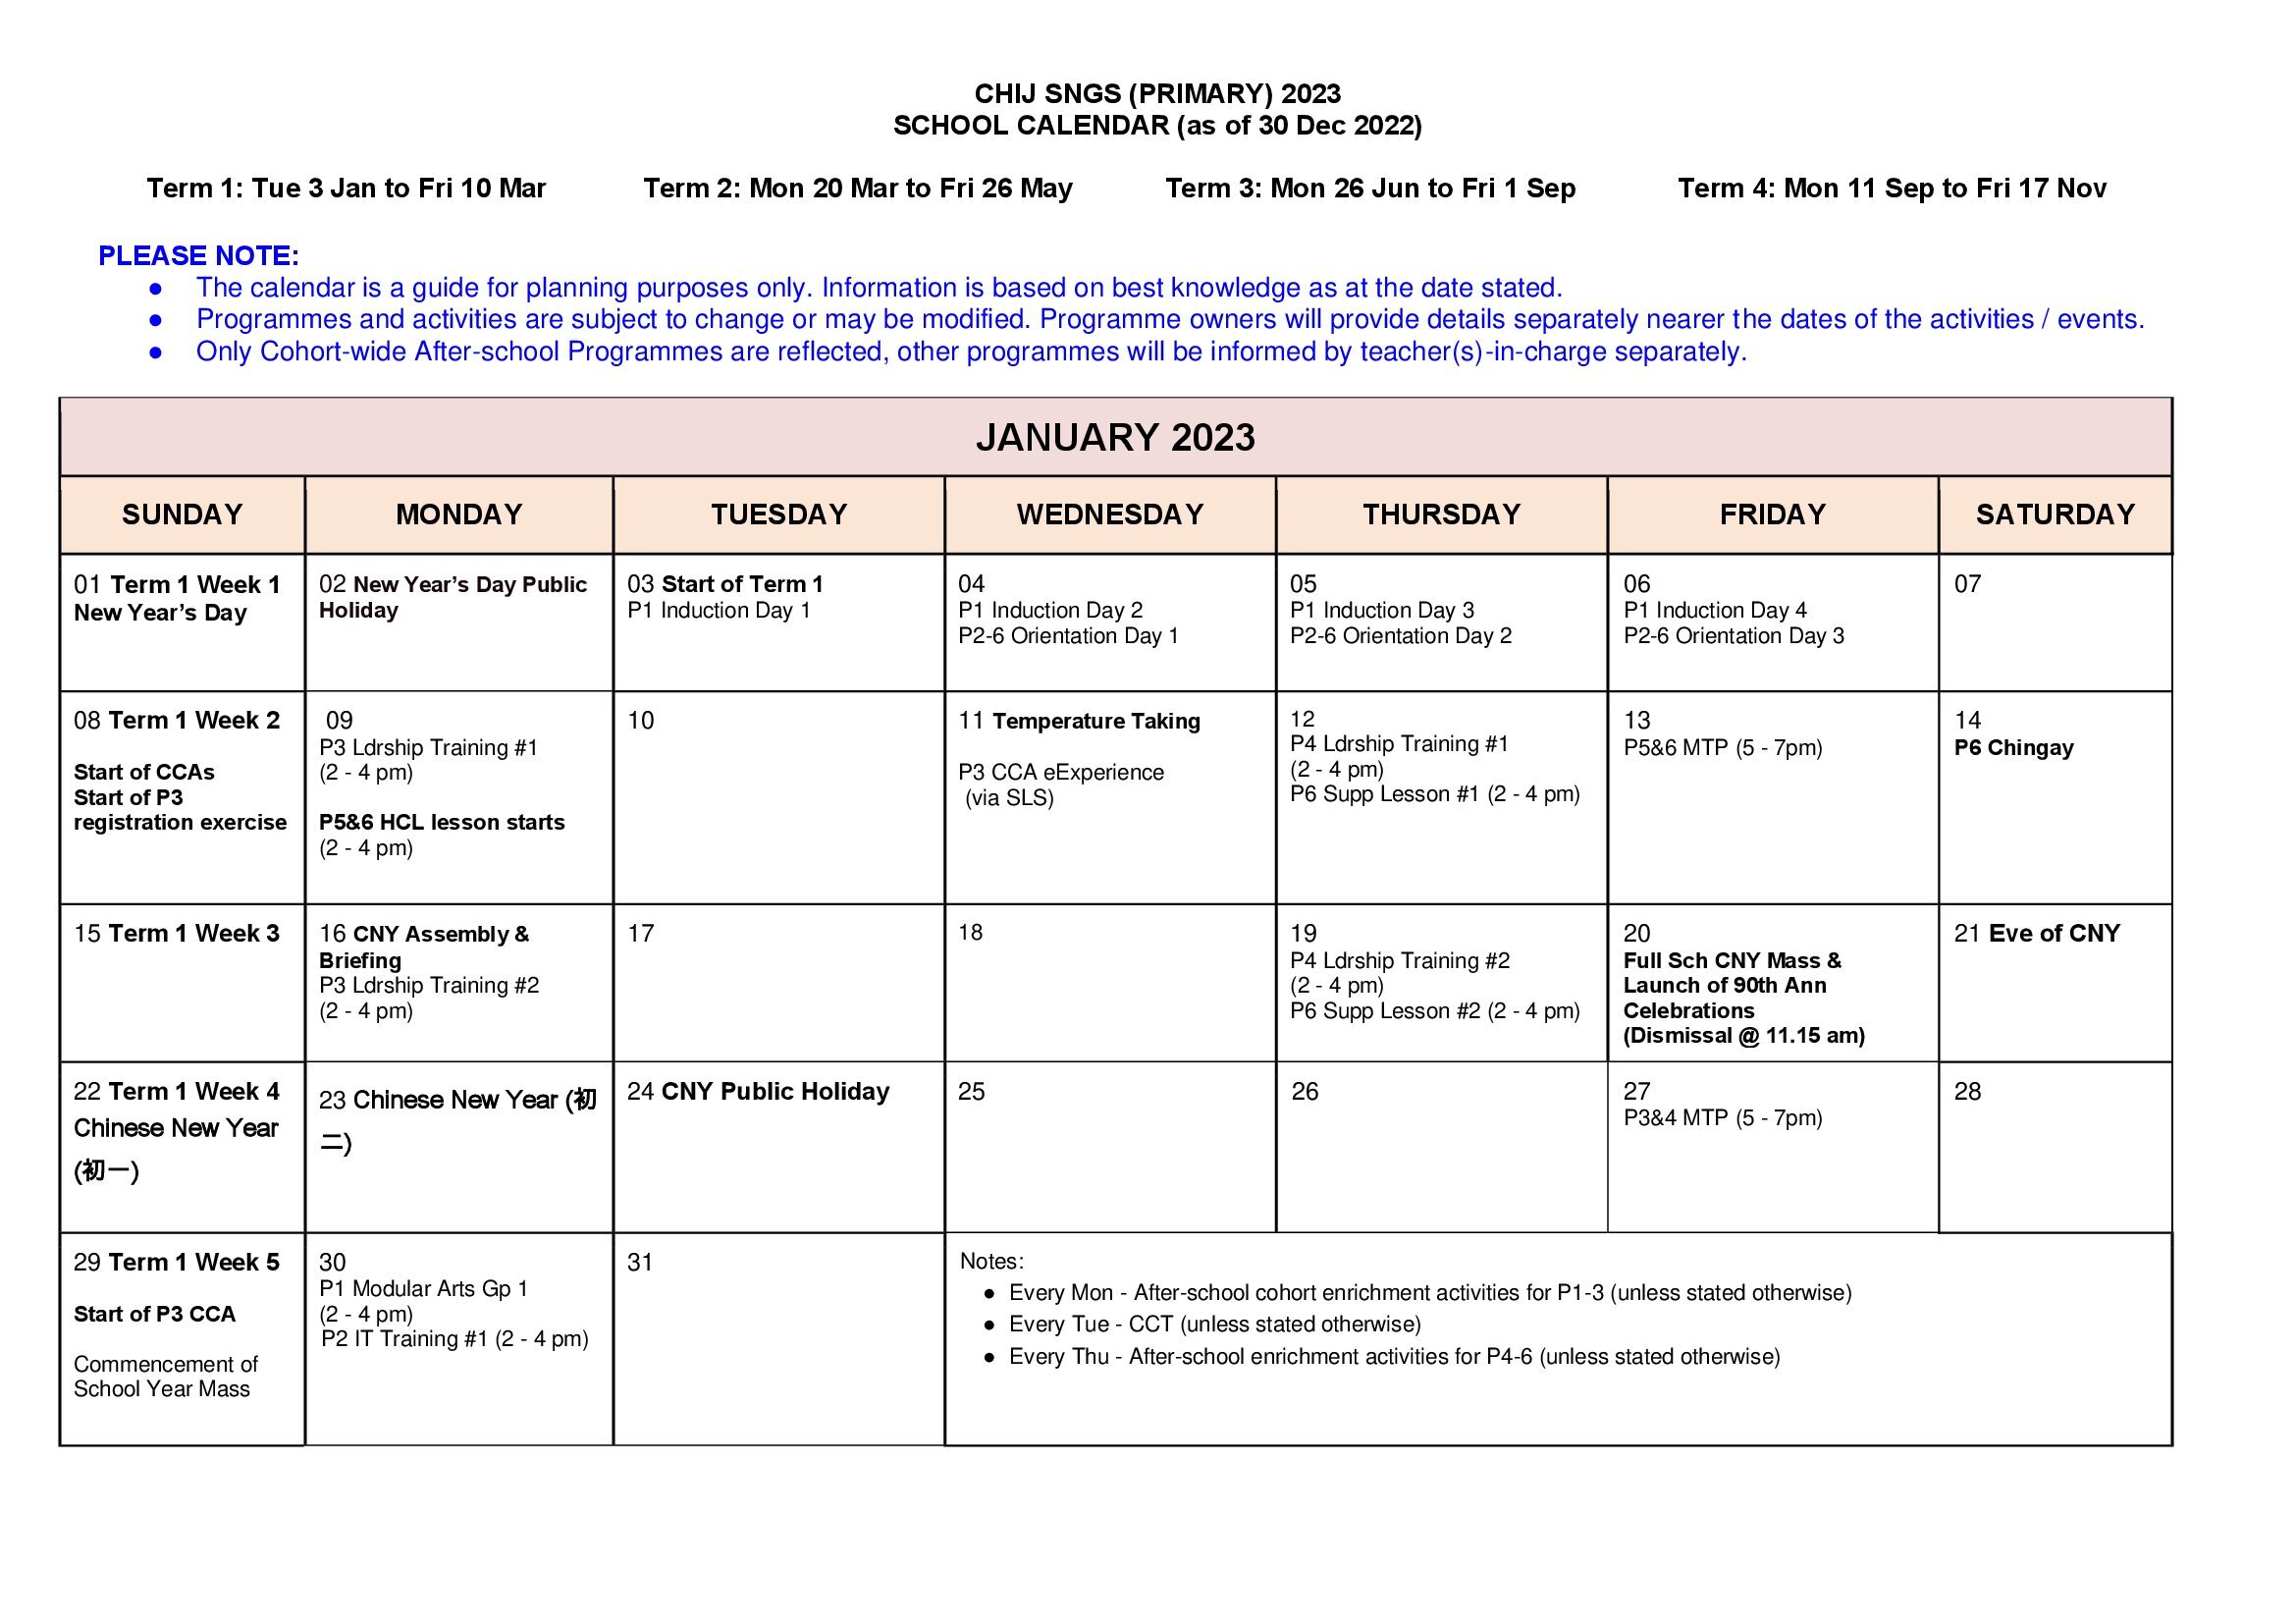 CHIJ SNGS (PRIMARY) 2023
SCHOOL CALENDAR (as of 30 Dec 2022)
Term 1: Tue 3 Jan to Fri 10 Mar
Term 2: Mon 20 Mar to Fri 26 May
Term 3: Mon 26 Jun to Fri 1 Sep
Term 4: Mon 11 Sep to Fri 17 Nov
PLEASE NOTE:
● The calendar is a guide for planning purposes only. Information is based on best knowledge as at the date stated.
● Programmes and activities are subject to change or may be modified. Programme owners will provide details separately nearer the dates of the activities / events.
● Only Cohort-wide After-school Programmes are reflected, other programmes will be informed by teacher(s)-in-charge separately.
JANUARY 2023
SUNDAY
MONDAY
TUESDAY
WEDNESDAY
THURSDAY
FRIDAY
SATURDAY
01 Term 1 Week 1
New Year's Day
02 New Year's Day Public
Holiday
03 Start of Term 1
P1 Induction Day 1
04
P1 Induction Day 2
P2-6 Orientation Day 1
05
P1 Induction Day 3
P2-6 Orientation Day 2
06
P1 Induction Day 4
P2-6 Orientation Day 3
07
08 Term 1 Week 2
Start of CCAs
Start of P3
registration exercise
09
P3 Ldrship Training #1
(2 - 4 pm)
P5&6 HCL lesson starts
(2 - 4 pm)
10
11 Temperature Taking
P3 CCA eExperience
(via SLS)
12
P4 Ldrship Training #1
(2 - 4 pm)
P6 Supp Lesson #1 (2 - 4 pm)
13
P5&6 MTP (5 - 7pm)
14
P6 Chingay
15 Term 1 Week 3
16 CNY Assembly &
Briefing
P3 Ldrship Training #2
(2 - 4 pm)
17
18
19
P4 Ldrship Training #2
(2 - 4 pm)
P6 Supp Lesson #2 (2 - 4 pm)
20
Full Sch CNY Mass &
Launch of 90th Ann
Celebrations
(Dismissal @ 11.15 am)
21 Eve of CNY
22 Term 1 Week 4
Chinese New Year
(初一)
23 Chinese New Year (初
二)
24 CNY Public Holiday
25
26
27
P3&4 MTP (5 - 7pm)
28
29 Term 1 Week 5
Start of P3 CCA
Commencement of
School Year Mass
30
P1 Modular Arts Gp 1
(2 - 4 pm)
P2 IT Training #1 (2 - 4 pm)
31
Notes:
● Every Mon - After-school cohort enrichment activities for P1-3 (unless stated otherwise)
● Every Tue - CCT (unless stated otherwise)
● Every Thu - After-school enrichment activities for P4-6 (unless stated otherwise)